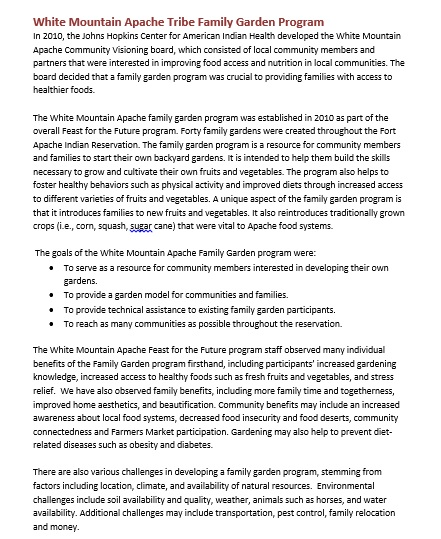 White Mountain Apache Tribe Family Garden Program
In 2010, the Johns Hopkins Center for American Indian Health developed the White Mountain
Apache Community Visioning board, which consisted of local community members and
partners that were interested in improving food access and nutrition in local communities. The
board decided that a family garden program was crucial to providing families with access to
healthier foods.
The White Mountain Apache family garden program was established in 2010 as part of the
overall Feast for the Future program. Forty family gardens were created throughout the Fort
Apache Indian Reservation. The family garden program is a resource for community members
and families to start their own backyard gardens. It is intended to help them build the skills
necessary to grow and cultivate their own fruits and vegetables. The program also helps to
foster healthy behaviors such as physical activity and improved diets through increased access
to different varieties of fruits and vegetables. A unique aspect of the family garden program is
that it introduces families to new fruits and vegetables. It also reintroduces traditionally grown
crops (i.e., corn, squash, sugar cane) that were vital to Apache food systems.
The goals of the White Mountain Apache Family Garden program were:
• To serve as a resource for community members interested in developing their own
gardens.
• To provide a garden model for communities and families.
• To provide technical assistance to existing family garden participants.
• To reach as many communities as possible throughout the reservation.
The White Mountain Apache Feast for the Future program staff observed many individual
benefits of the Family Garden program firsthand, including participants' increased gardening
knowledge, increased access to healthy foods such as fresh fruits and vegetables, and stress
relief. We have also observed family benefits, including more family time and togetherness,
improved home aesthetics, and beautification. Community benefits may include an increased
awareness about local food systems, decreased food insecurity and food deserts, community
connectedness and Farmers Market participation. Gardening may also help to prevent diet-
related diseases such as obesity and diabetes.
There are also various challenges in developing a family garden program, stemming from
factors including location, climate, and availability of natural resources. Environmental
challenges include soil availability and quality, weather, animals such as horses, and water
availability. Additional challenges may include transportation, pest control, family relocation
and money.